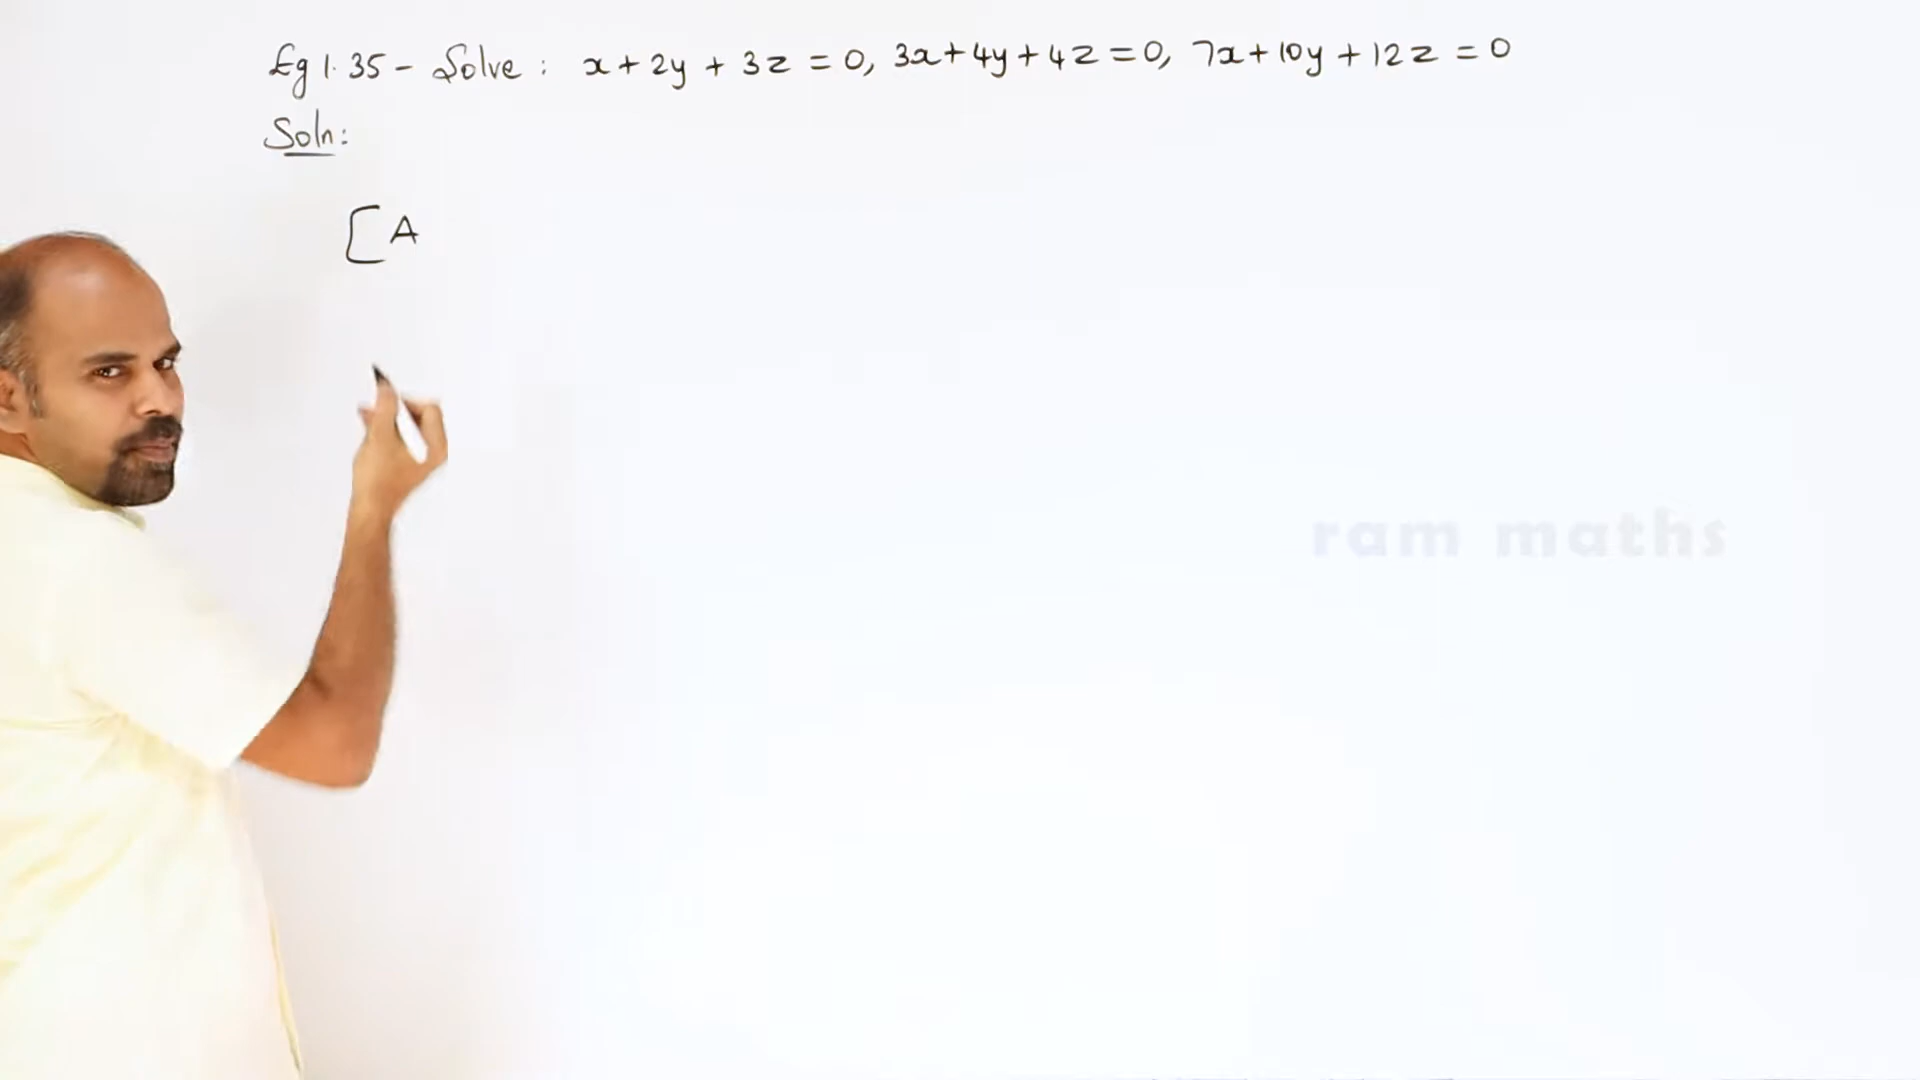 Eg 1.35 - Solve : x + 2y + 3z = 0, 3x + 4y + 4z = 0, 7x + 10y + 12z = 0
Soln:
[A
ram maths